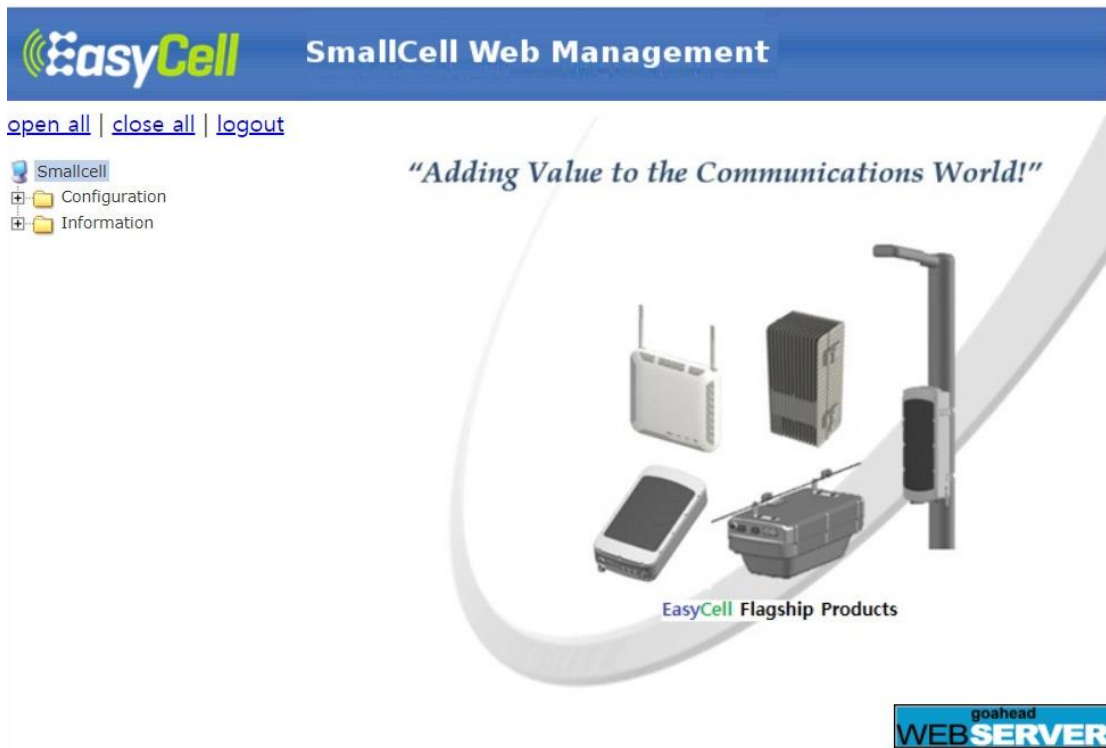 EasyCell
SmallCell Web Management
open all | close all | logout
Smallcell
Configuration
Information
“Adding Value to the Communications World!”
EasyCell Flagship Products
goahead
WEBSERVER